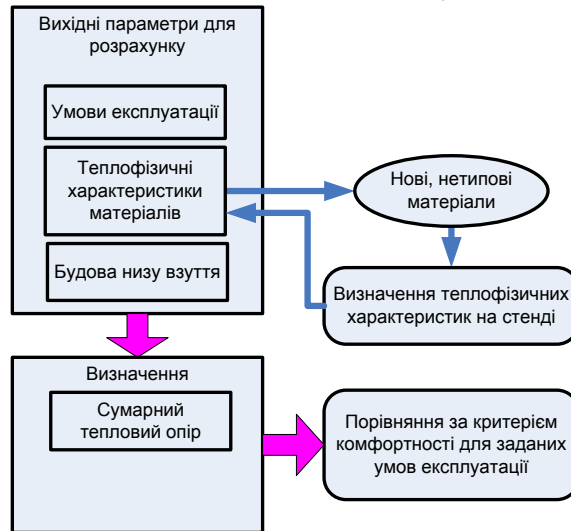 Вихідні параметри для
розрахунку
Умови експлуатації
Теплофізичні
характеристики
матеріалів
Будова низу взуття
Нові, нетипові
матеріали
Визначення теплофізичних
характеристик на стенді
Визначення
Сумарний
тепловий опір
Порівняння за критерієм
комфортності для заданих
умов експлуатації